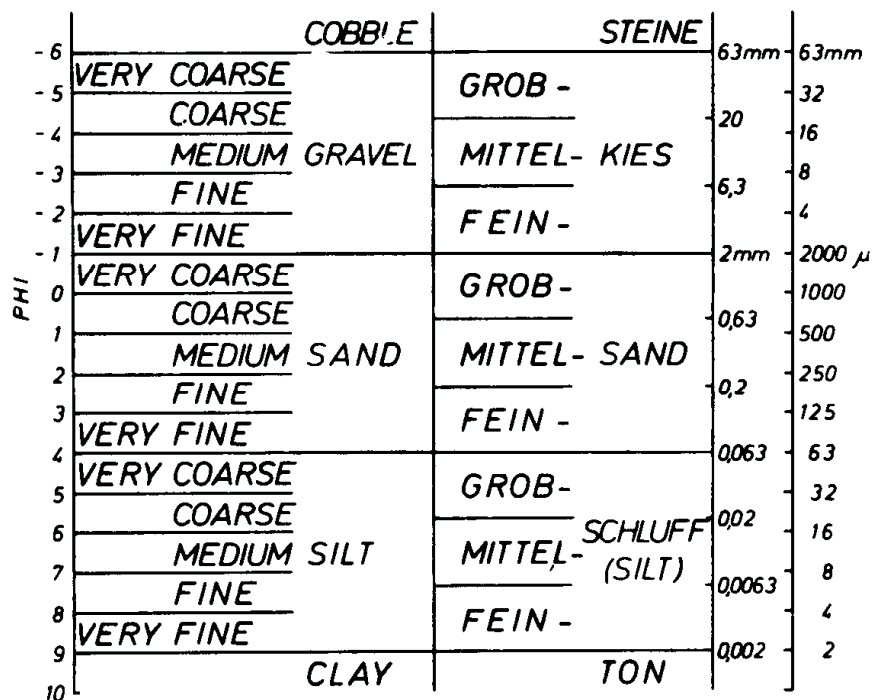 COBBLE STEINE
- 6 63mm 63mm
VERY COARSE GROB -
- 5 32
COARSE 20
- 4 16
MEDIUM GRAVEL MITTEL- KIES
- 3 8
FINE 6,3
- 2 4
VERY FINE FEIN -
- 1 2mm 2000 μ
VERY COARSE GROB -
PHI 0 1000
COARSE 0,63
1 500
MEDIUM SAND MITTEL- SAND
2 0,2 250
FINE
3 125
VERY FINE FEIN -
4 0,063 63
VERY COARSE GROB-
5 32
COARSE 0,02
6 16
MEDIUM SILT MITTEL- SCHLUFF
(SILT)
7 8
FINE 0,0063
8 4
VERY FINE FEIN -
9 0,002 2
CLAY TON
10